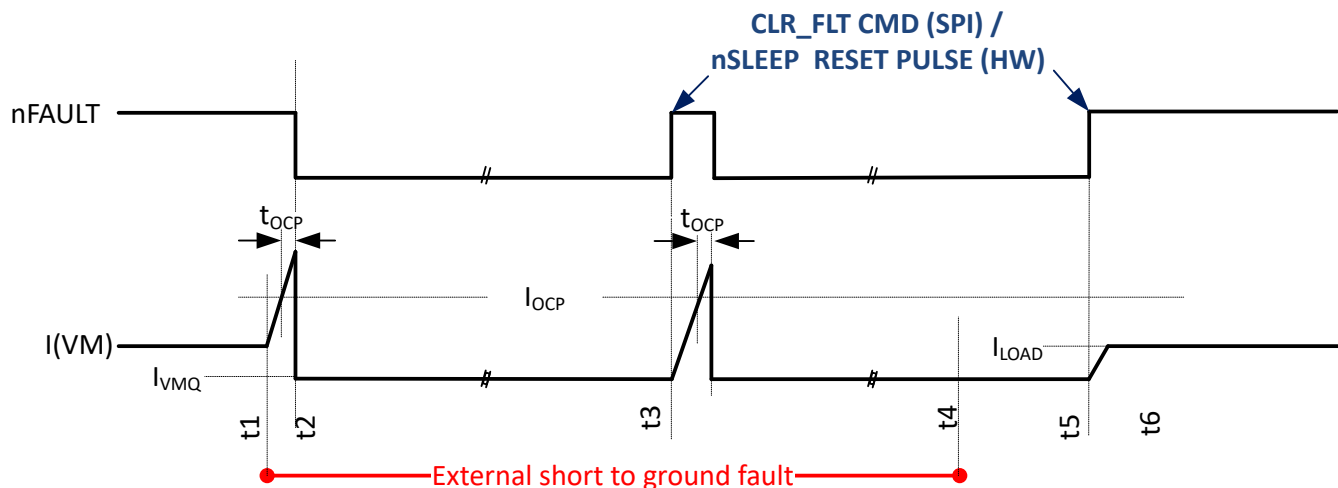 CLR_FLT CMD (SPI) /
nSLEEP RESET PULSE (HW)
nFAULT
tOCP
tOCP
IOCP
I(VM)
ILOAD
IVMQ
t1
t2
t3
t4
t5
t6
External short to ground fault